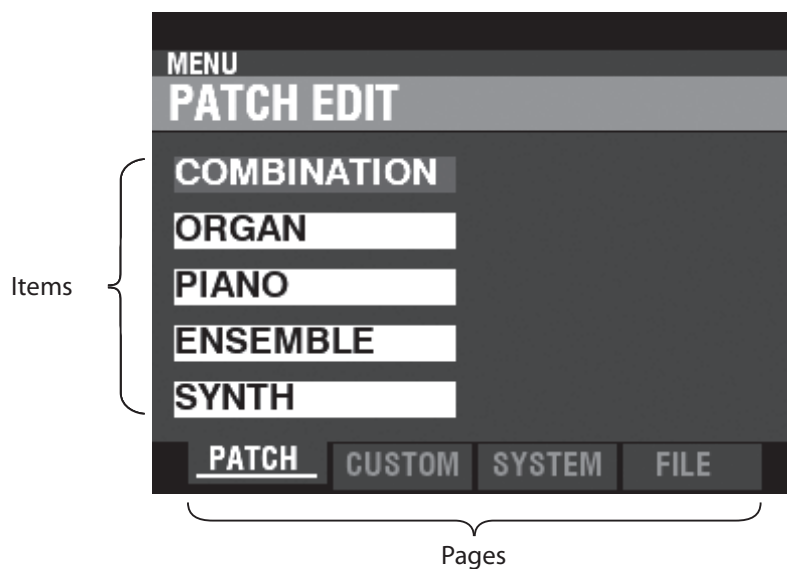 MENU
PATCH EDIT
COMBINATION
ORGAN
Items
PIANO
ENSEMBLE
SYNTH
PATCH CUSTOM SYSTEM FILE
Pages